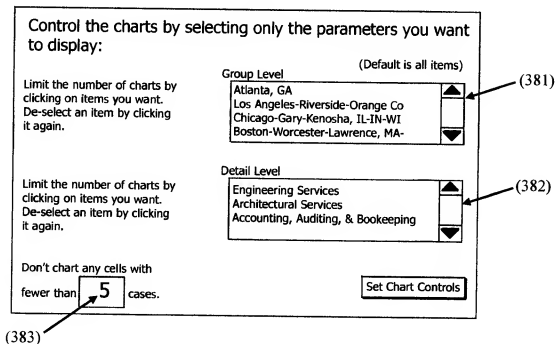 Control the charts by selecting only the parameters you want
to display:
(Default is all items)
Limit the number of charts by
clicking on items you want.
De-select an item by clicking
it again.
Group Level
Atlanta, GA
Los Angeles-Riverside-Orange Co
Chicago-Gary-Kenosha, IL-IN-WI
Boston-Worcester-Lawrence, MA-
(381)
Limit the number of charts by
clicking on items you want.
De-select an item by clicking
it again.
Detail Level
Engineering Services
Architectural Services
Accounting, Auditing, & Bookeeping
(382)
Don't chart any cells with
fewer than 5 cases.
Set Chart Controls
(383)